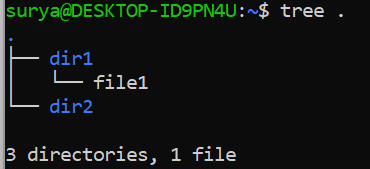 surya@DESKTOP-ID9PN4U:~$ tree .
.
├── dir1
│   └── file1
└── dir2
3 directories, 1 file